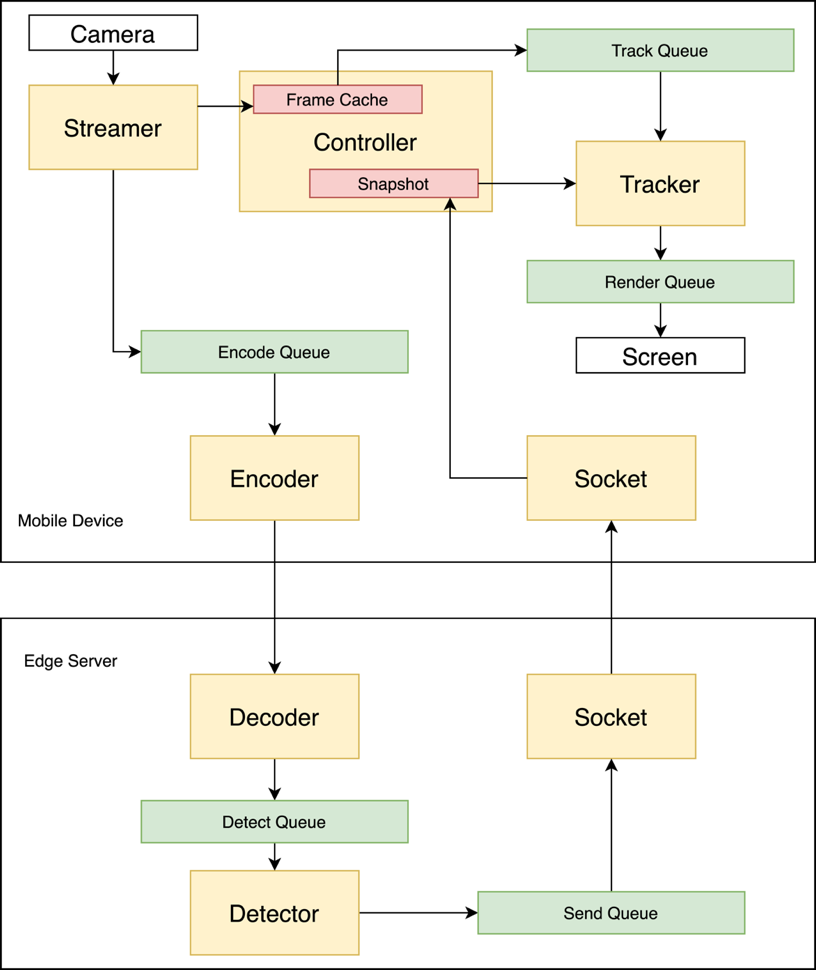 Camera
Track Queue
Frame Cache
Streamer
Controller
Snapshot
Tracker
Render Queue
Encode Queue
Screen
Encoder
Socket
Mobile Device
Edge Server
Decoder
Socket
Detect Queue
Detector
Send Queue